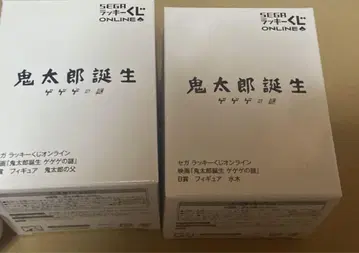 SEGA
ラッキーくじ
ONLINE
鬼太郎誕生
ゲゲゲの謎
セガ ラッキーくじオンライン
映画「鬼太郎誕生 ゲゲゲの謎」
賞 フィギュア 鬼太郎の父
SEGA
ラッキーくじ
ONLINE
鬼太郎誕生
ゲゲゲの謎
セガ ラッキーくじオンライン
映画「鬼太郎誕生 ゲゲゲの謎」
B賞 フィギュア 水木